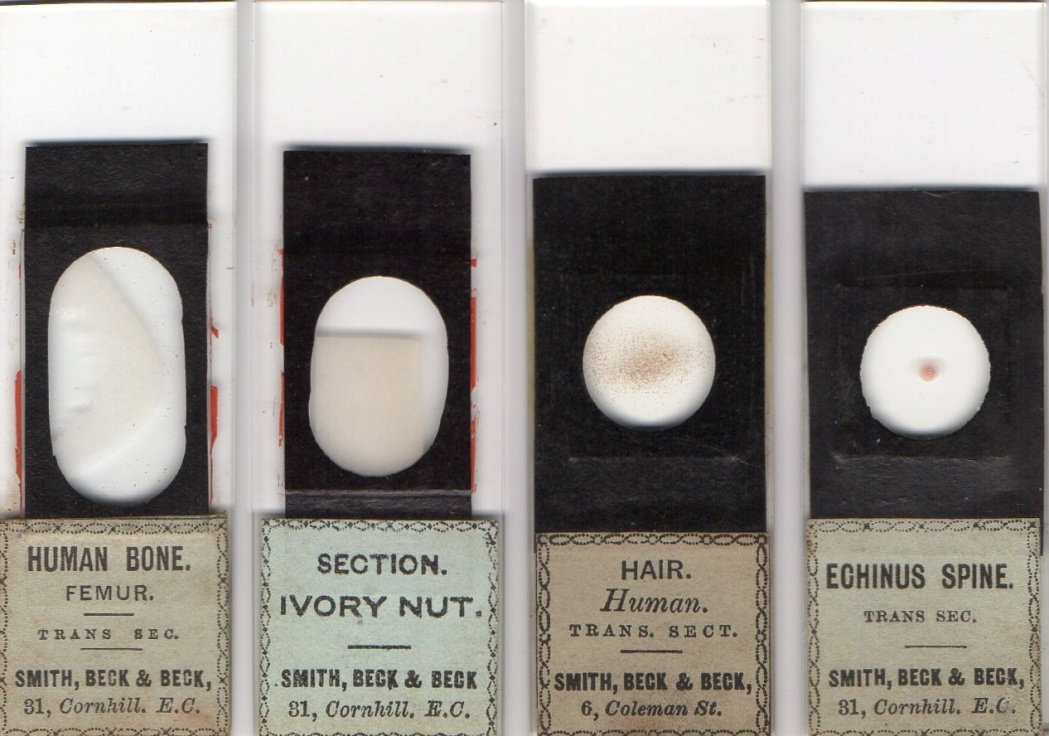 HUMAN BONE.
FEMUR.
TRANS SEC.
SMITH, BECK & BECK,
31, Cornhill. E.C.
SECTION.
IVORY NUT.
SMITH, BECK & BECK
31, Cornhill. E.C.
HAIR.
Human.
TRANS. SECT.
SMITH, BECK & BECK,
6, Coleman St.
ECHINUS SPINE.
TRANS SEC.
SMITH, BECK & BECK,
31, Cornhill. E.C.